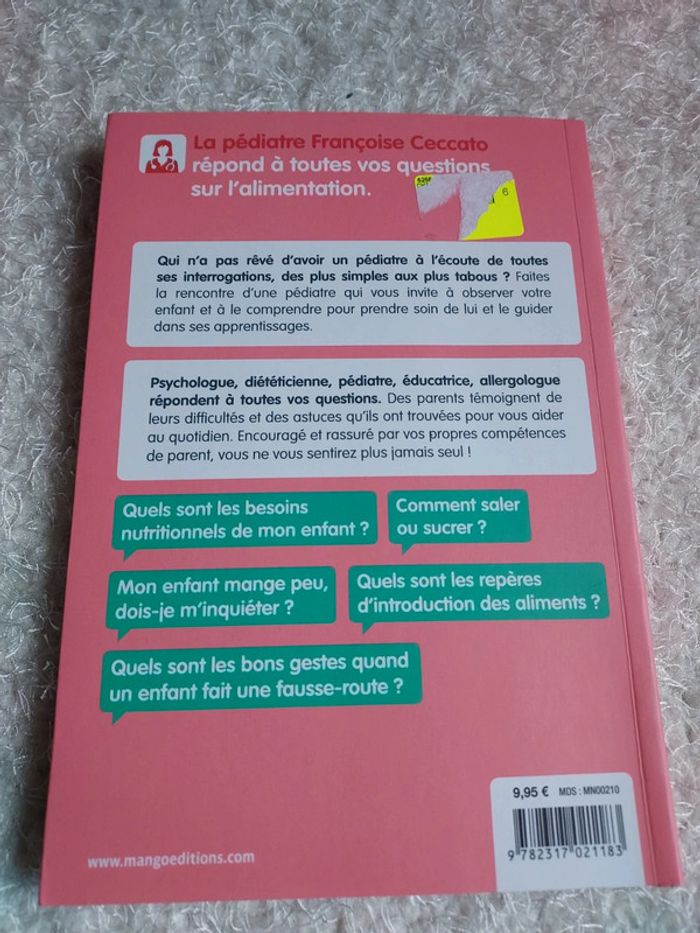 La pédiatre Françoise Ceccato
répond à toutes vos questions
sur l'alimentation.
6
Qui n'a pas rêvé d'avoir un pédiatre à l'écoute de toutes
ses interrogations, des plus simples aux plus tabous ? Faites
la rencontre d'une pédiatre qui vous invite à observer votre
enfant et à le comprendre pour prendre soin de lui et le guider
dans ses apprentissages.
Psychologue, diététicienne, pédiatre, éducatrice, allergologue
répondent à toutes vos questions. Des parents témoignent de
leurs difficultés et des astuces qu'ils ont trouvées pour vous aider
au quotidien. Encouragé et rassuré par vos propres compétences
de parent, vous ne vous sentirez plus jamais seul !
Quels sont les besoins
nutritionnels de mon enfant ?
Comment saler
ou sucrer ?
Mon enfant mange peu,
dois-je m'inquiéter ?
Quels sont les repères
d'introduction des aliments ?
Quels sont les bons gestes quand
un enfant fait une fausse-route ?
9,95 € MDS : MN00210
9 782317 021183
www.mangoeditions.com